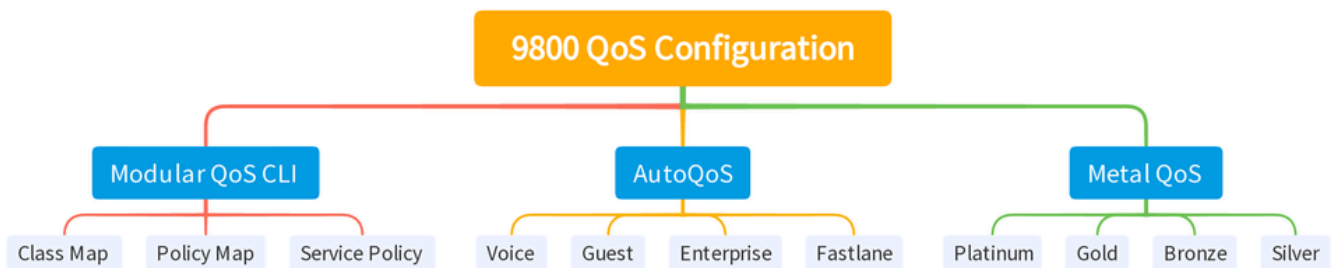 9800 QoS Configuration
Modular QoS CLI
AutoQoS
Metal QoS
Class Map
Policy Map
Service Policy
Voice
Guest
Enterprise
Fastlane
Platinum
Gold
Bronze
Silver